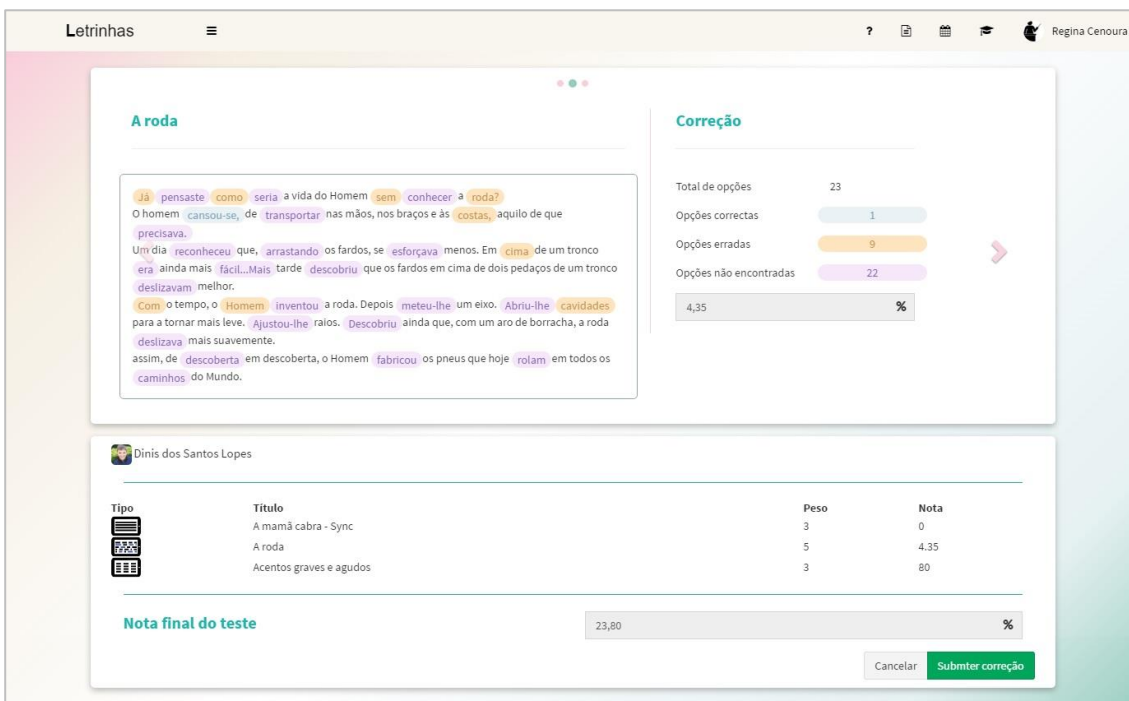 Letrinhas
? Regina Cenoura
A roda
Já pensaste como seria a vida do Homem sem conhecer a roda?
O homem cansou-se, de transportar nas mãos, nos braços e às costas, aquilo de que
precisava.
Um dia reconheceu que, arrastando os fardos, se esforçava menos. Em cima de um tronco
era ainda mais fácil...Mais tarde descobriu que os fardos em cima de dois pedaços de um tronco
deslizavam melhor.
Com o tempo, o Homem inventou a roda. Depois meteu-lhe um eixo. Abriu-lhe cavidades
para a tornar mais leve. Ajustou-lhe raios. Descobriu ainda que, com um aro de borracha, a roda
deslizava mais suavemente.
assim, de descoberta em descoberta, o Homem fabricou os pneus que hoje rolam em todos os
caminhos do Mundo.
Correção
Total de opções 23
Opções correctas 1
Opções erradas 9
Opções não encontradas 22
4,35 %
Dinis dos Santos Lopes
Tipo Título Peso Nota
A mamã cabra - Sync 3 0
A roda 5 4.35
Acentos graves e agudos 3 80
Nota final do teste 23,80 %
Cancelar Submter correção